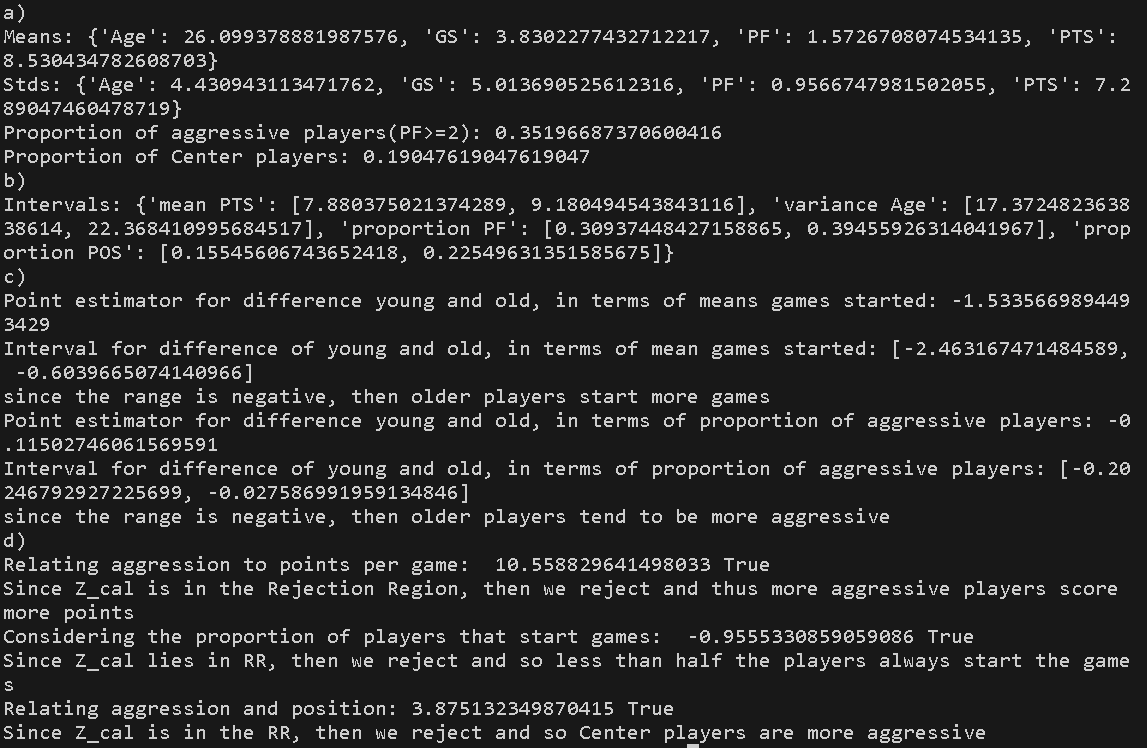 a)
Means: {'Age': 26.099378881987576, 'GS': 3.8302277432712217, 'PF': 1.5726708074534135, 'PTS':
8.530434782608703}
Stds: {'Age': 4.430943113471762, 'GS': 5.013690525612316, 'PF': 0.9566747981502055, 'PTS': 7.2
89047460478719}
Proportion of aggressive players(PF>=2): 0.35196687370600416
Proportion of Center players: 0.19047619047619047
b)
Intervals: {'mean PTS': [7.880375021374289, 9.180494543843116], 'variance Age': [17.3724823638
38614, 22.368410995684517], 'proportion PF': [0.30937448427158865, 0.39455926314041967], 'prop
ortion POS': [0.15545606743652418, 0.22549631351585675]}
c)
Point estimator for difference young and old, in terms of means games started: -1.533566989449
3429
Interval for difference of young and old, in terms of mean games started: [-2.463167471484589,
 -0.6039665074140966]
since the range is negative, then older players start more games
Point estimator for difference young and old, in terms of proportion of aggressive players: -0
.11502746061569591
Interval for difference of young and old, in terms of proportion of aggressive players: [-0.20
246792927225699, -0.027586991959134846]
since the range is negative, then older players tend to be more aggressive
d)
Relating aggression to points per game:  10.558829641498033 True
Since Z_cal is in the Rejection Region, then we reject and thus more aggressive players score
more points
Considering the proportion of players that start games:  -0.9555330859059086 True
Since Z_cal lies in RR, then we reject and so less than half the players always start the game
s
Relating aggression and position: 3.875132349870415 True
Since Z_cal is in the RR, then we reject and so Center players are more aggressive